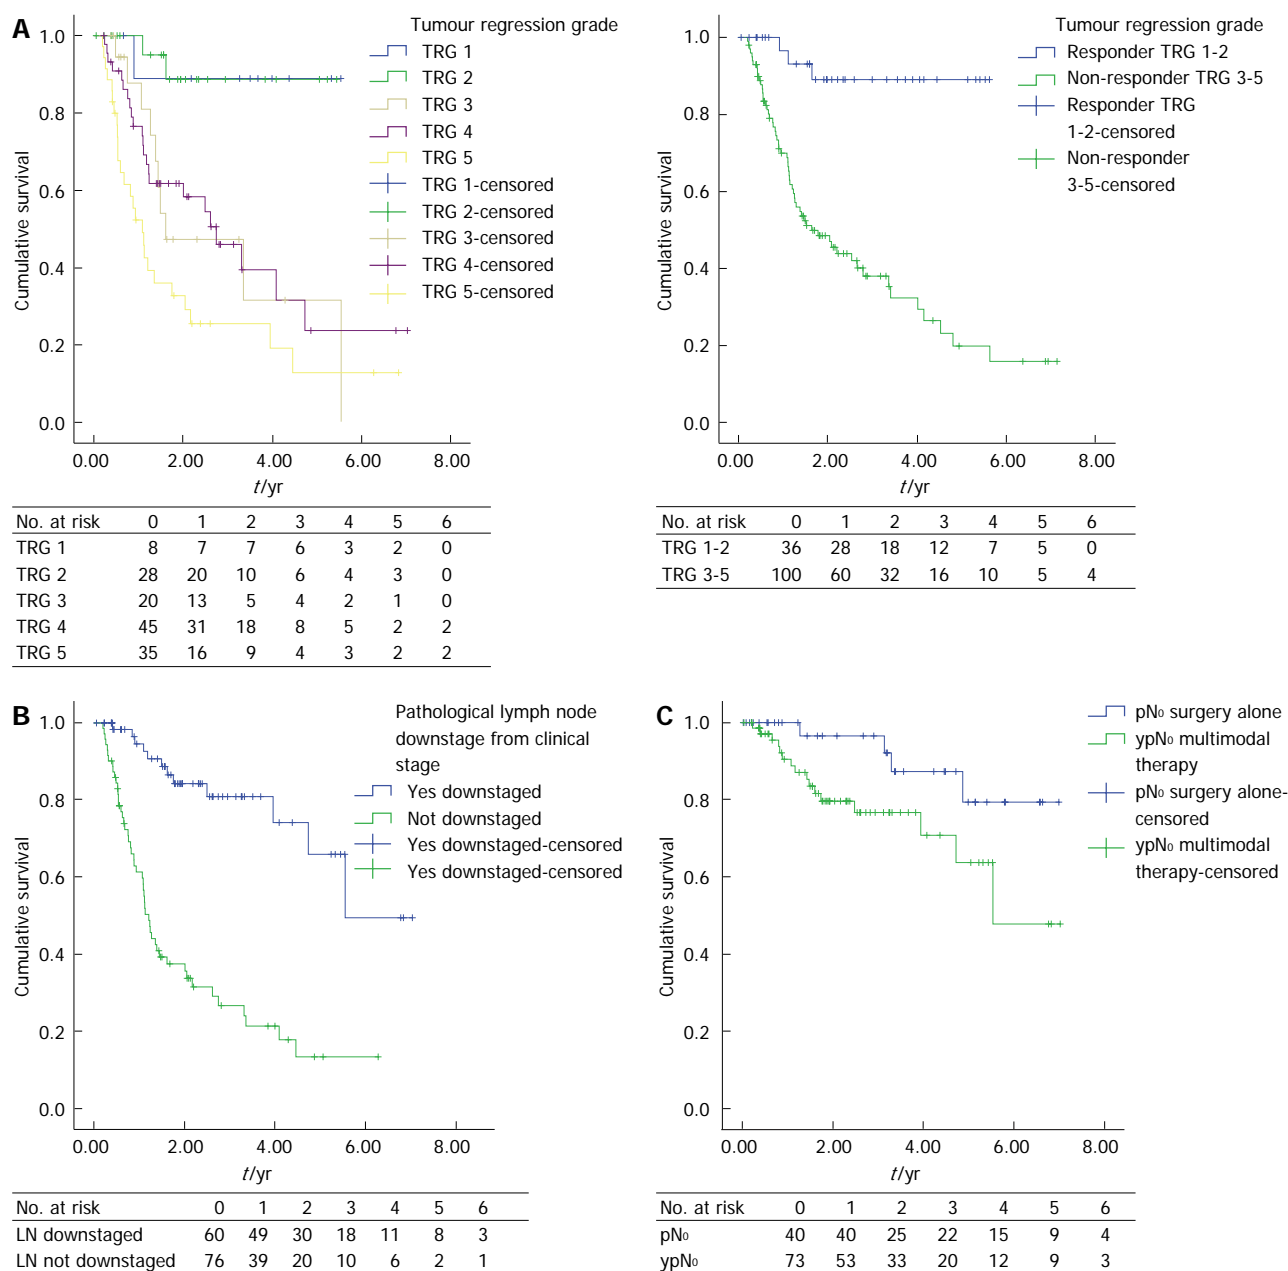 A
Tumour regression grade
TRG 1
TRG 2
TRG 3
TRG 4
TRG 5
TRG 1-censored
TRG 2-censored
TRG 3-censored
TRG 4-censored
TRG 5-censored
Cumulative survival
1.0
0.8
0.6
0.4
0.2
0.0
0.00 2.00 4.00 6.00 8.00
t/yr
No. at risk 0 1 2 3 4 5 6
TRG 1 8 7 7 6 3 2 0
TRG 2 28 20 10 6 4 3 0
TRG 3 20 13 5 4 2 1 0
TRG 4 45 31 18 8 5 2 2
TRG 5 35 16 9 4 3 2 2
Tumour regression grade
Responder TRG 1-2
Non-responder TRG 3-5
Responder TRG
1-2-censored
Non-responder
3-5-censored
Cumulative survival
1.0
0.8
0.6
0.4
0.2
0.0
0.00 2.00 4.00 6.00 8.00
t/yr
No. at risk 0 1 2 3 4 5 6
TRG 1-2 36 28 18 12 7 5 0
TRG 3-5 100 60 32 16 10 5 4
B
Pathological lymph node
downstage from clinical
stage
Yes downstaged
Not downstaged
Yes downstaged-censored
Yes downstaged-censored
Cumulative survival
1.0
0.8
0.6
0.4
0.2
0.0
0.00 2.00 4.00 6.00 8.00
t/yr
No. at risk 0 1 2 3 4 5 6
LN downstaged 60 49 30 18 11 8 3
LN not downstaged 76 39 20 10 6 2 1
C
pN₀ surgery alone
ypN₀ multimodal
therapy
pN₀ surgery alone-
censored
ypN₀ multimodal
therapy-censored
Cumulative survival
1.0
0.8
0.6
0.4
0.2
0.0
0.00 2.00 4.00 6.00 8.00
t/yr
No. at risk 0 1 2 3 4 5 6
pN₀ 40 40 25 22 15 9 4
ypN₀ 73 53 33 20 12 9 3